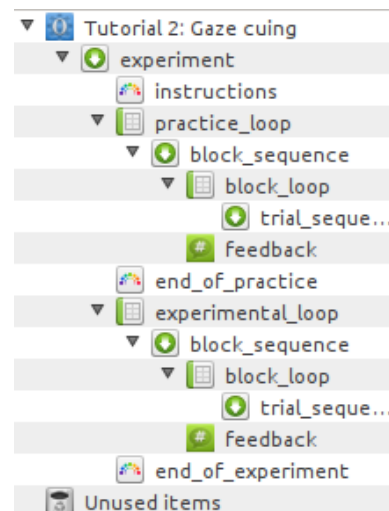 Tutorial 2: Gaze cuing
experiment
instructions
practice_loop
block_sequence
block_loop
trial_seque...
feedback
end_of_practice
experimental_loop
block_sequence
block_loop
trial_seque...
feedback
end_of_experiment
Unused items